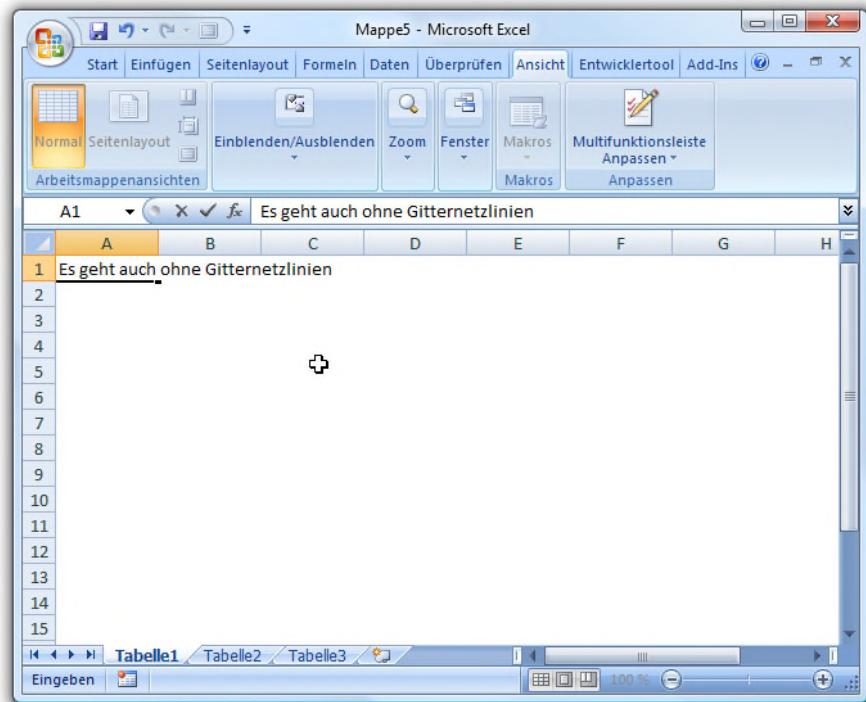 Mappe5 - Microsoft Excel
Start Einfügen Seitenlayout Formeln Daten Überprüfen Ansicht Entwicklertool Add-Ins
Normal Seitenlayout Einblenden/Ausblenden Zoom Fenster Makros Multifunktionsleiste
Anpassen
Arbeitsmappenansichten Makros Anpassen
A1 fx Es geht auch ohne Gitternetzlinien
A B C D E F G H
1 Es geht auch ohne Gitternetzlinien
2
3
4
5
6
7
8
9
10
11
12
13
14
15
Tabelle1 Tabelle2 Tabelle3
Eingeben 100 %